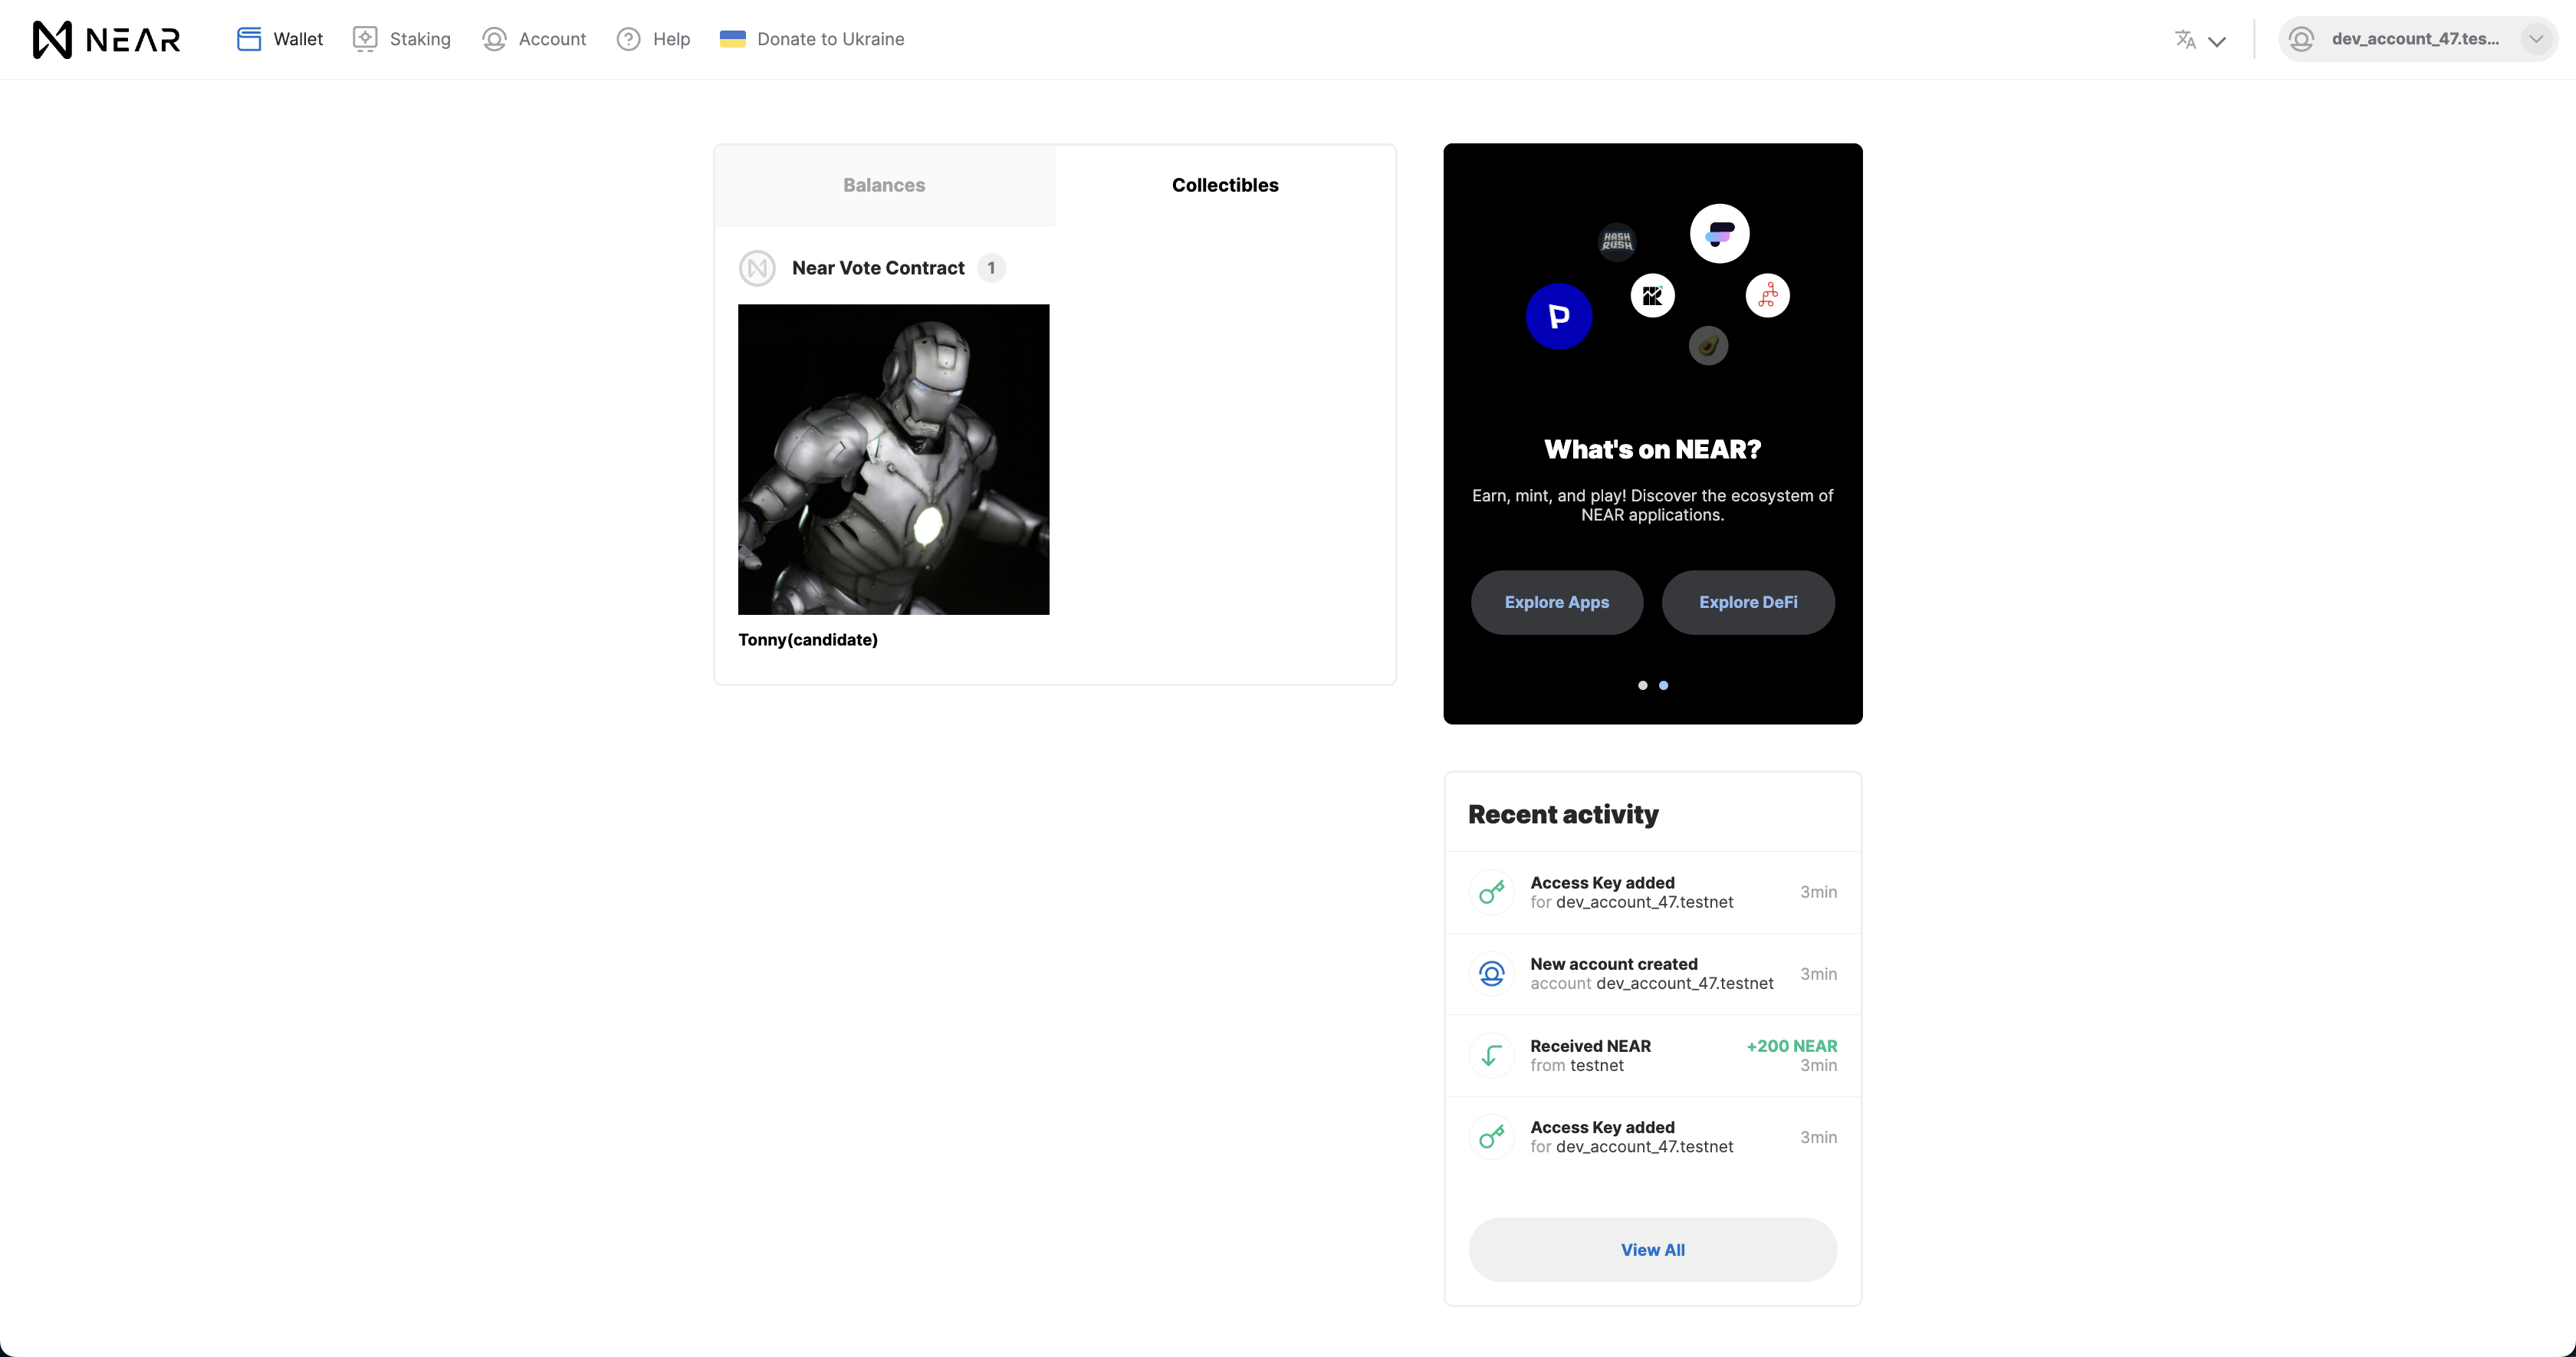 NEAR
Wallet
Staking
Account
Help
Donate to Ukraine
dev_account_47.tes...
Balances
Collectibles
Near Vote Contract 1
Tonny(candidate)
HASH
RUSH
What's on NEAR?
Earn, mint, and play! Discover the ecosystem of
NEAR applications.
Explore Apps
Explore DeFi
Recent activity
Access Key added
for dev_account_47.testnet
3min
New account created
account dev_account_47.testnet
3min
Received NEAR
from testnet
+200 NEAR
3min
Access Key added
for dev_account_47.testnet
3min
View All